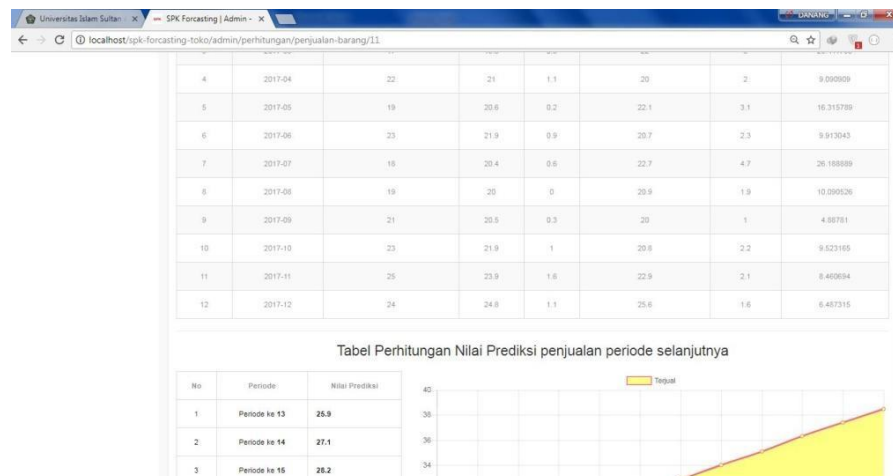 Universitas Islam Sultan
SPK Forcasting | Admin -
DANANG
localhost/spk-forcasting-toko/admin/perhitungan/penjualan-barang/11
4 2017-04 22 21 1.1 20 2 9.090909
5 2017-05 19 20.6 0.2 22.1 3.1 16.315789
6 2017-06 23 21.9 0.9 20.7 2.3 9.913043
7 2017-07 18 20.4 0.6 22.7 4.7 26.188889
8 2017-08 19 20 0 20.9 1.9 10.090526
9 2017-09 21 20.5 0.3 20 1 4.88781
10 2017-10 23 21.9 1 20.8 2.2 9.523165
11 2017-11 25 23.9 1.6 22.9 2.1 8.460694
12 2017-12 24 24.8 1.1 25.6 1.6 6.487315
Tabel Perhitungan Nilai Prediksi penjualan periode selanjutnya
No Periode Nilai Prediksi
1 Periode ke 13 25.9
2 Periode ke 14 27.1
3 Periode ke 15 28.2
Terjual
40
38
36
34